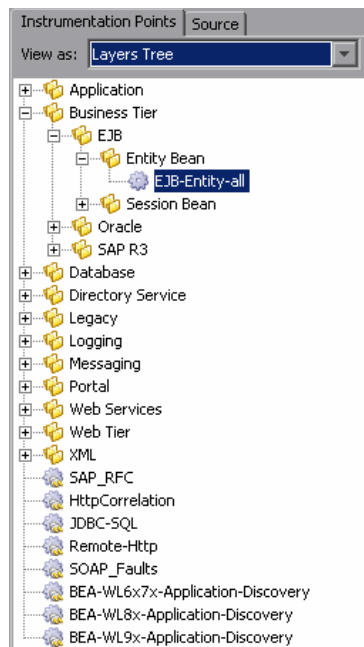 Instrumentation Points Source
View as: Layers Tree
Application
Business Tier
EJB
Entity Bean
EJB-Entity-all
Session Bean
Oracle
SAP R3
Database
Directory Service
Legacy
Logging
Messaging
Portal
Web Services
Web Tier
XML
SAP_RFC
HttpCorrelation
JDBC-SQL
Remote-Http
SOAP_Faults
BEA-WL6x7x-Application-Discovery
BEA-WL8x-Application-Discovery
BEA-WL9x-Application-Discovery